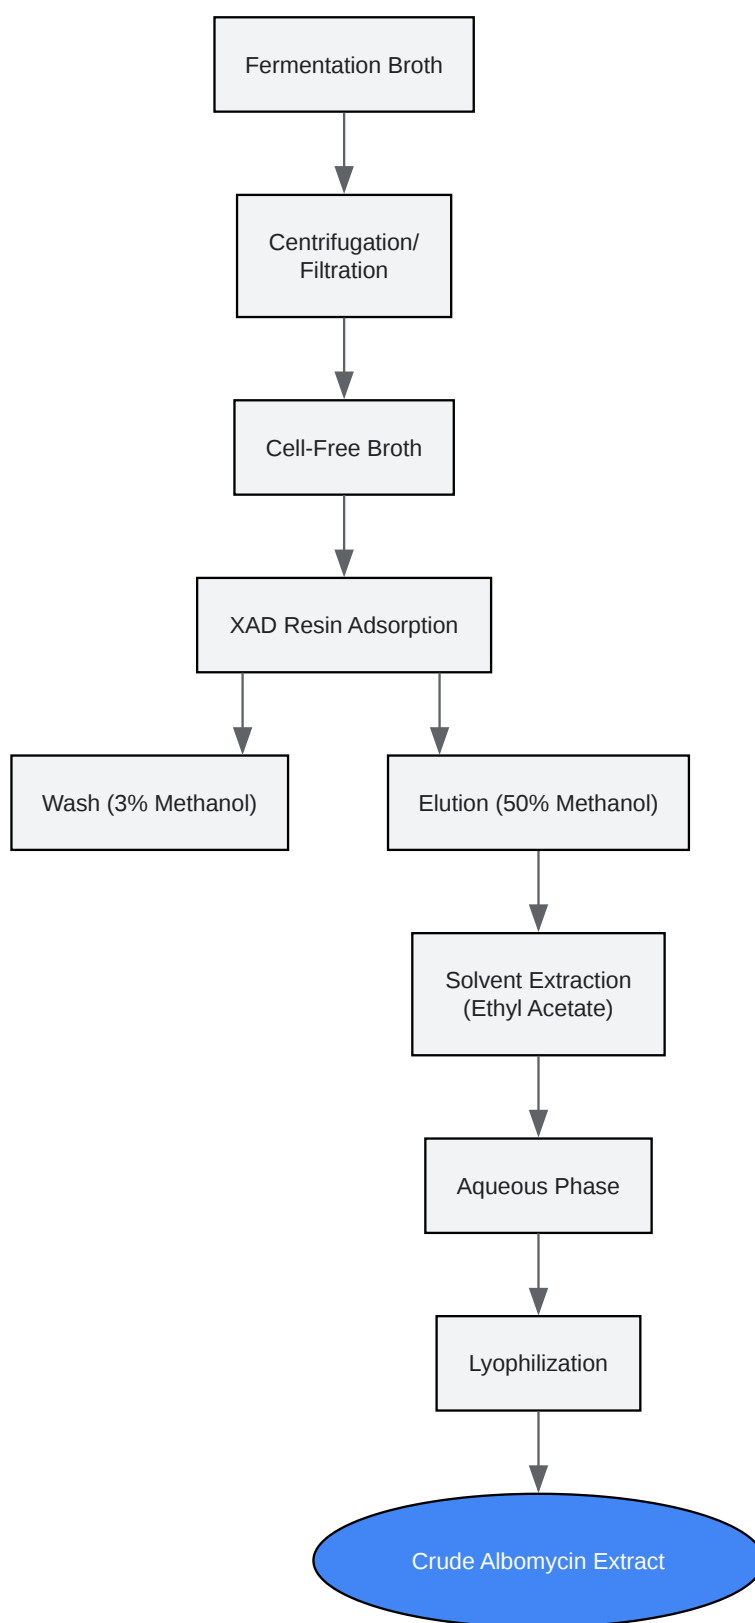 Fermentation Broth
Centrifugation/
Filtration
Cell-Free Broth
XAD Resin Adsorption
Wash (3% Methanol)
Elution (50% Methanol)
Solvent Extraction
(Ethyl Acetate)
Aqueous Phase
Lyophilization
Crude Albomycin Extract